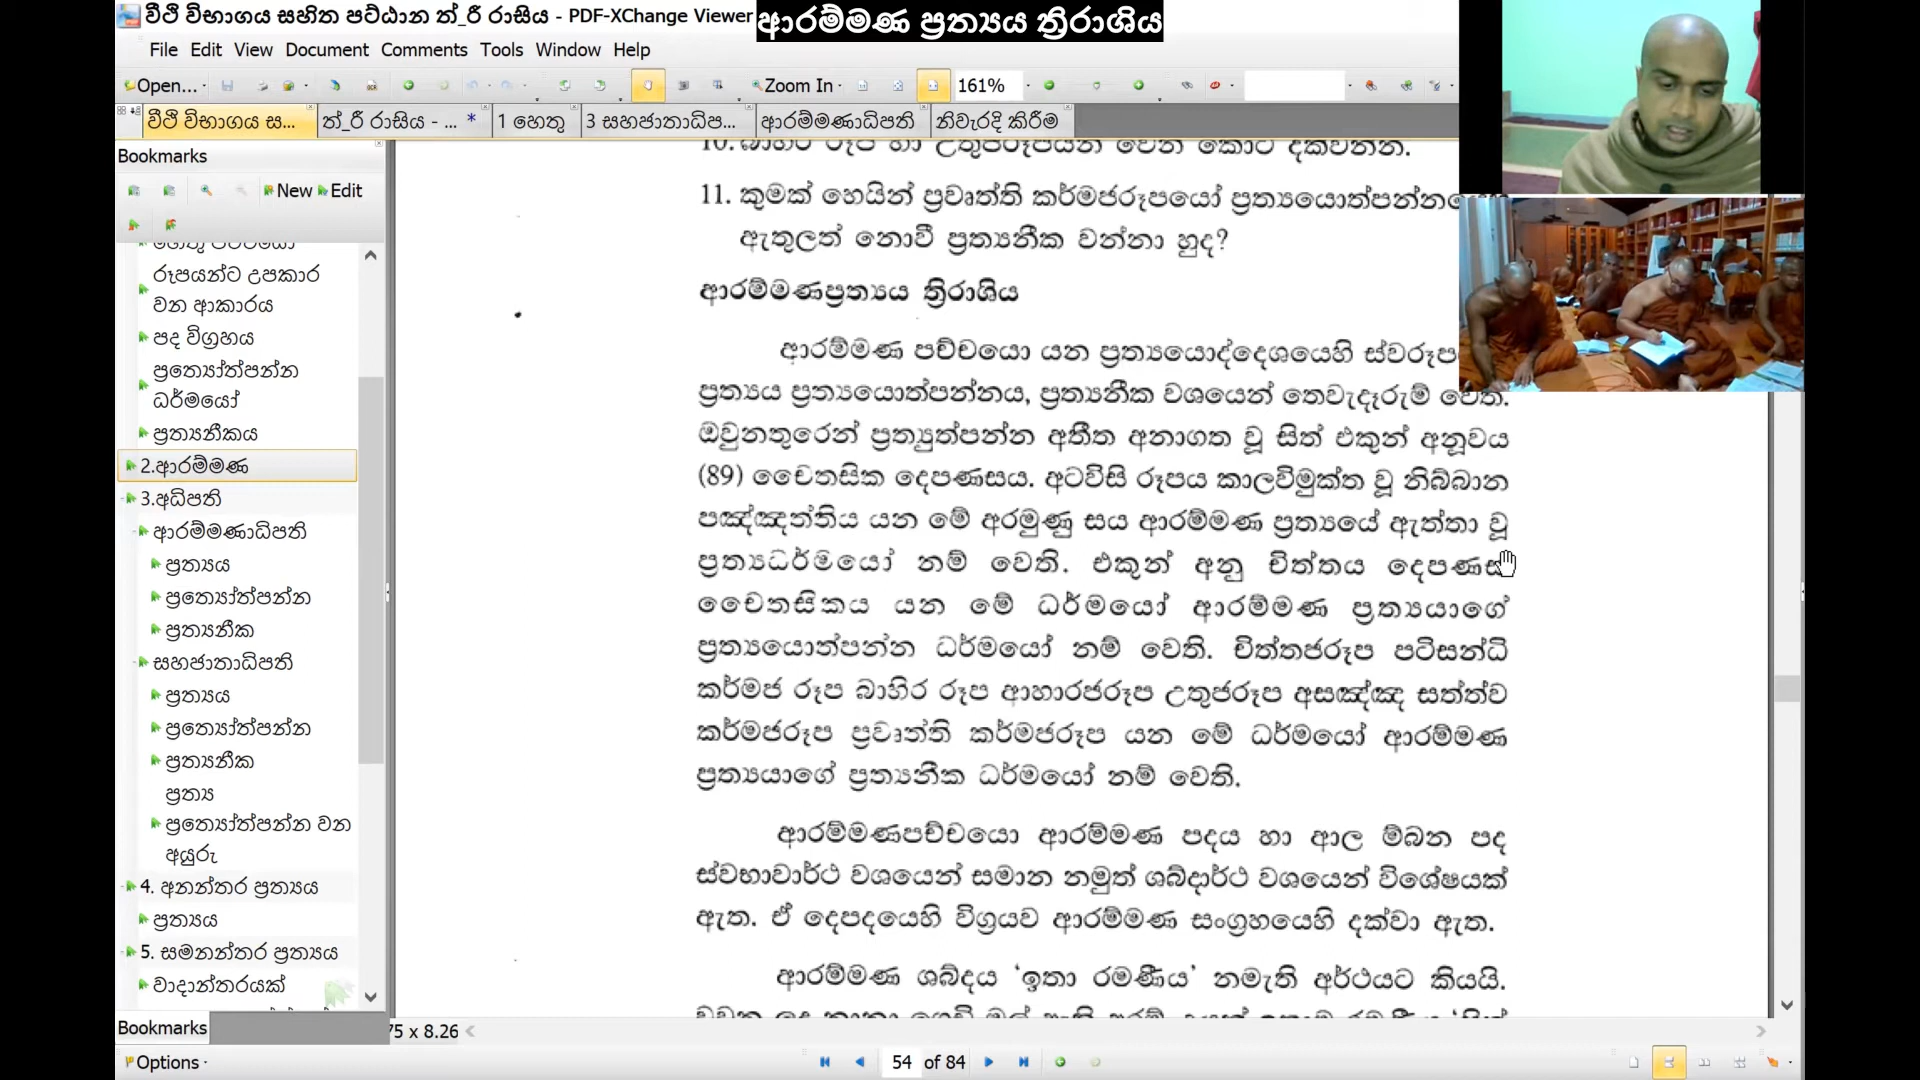 වීථි විභාගය සහිත පට්ඨාන ත්_රී රාසිය - PDF-XChange Viewer
ආරම්මණ ප්‍රත්‍යය ත්‍රිරාශිය
File Edit View Document Comments Tools Window Help
Open... Zoom In 161%
වීථි විභාගය ස... ත්_රී රාසිය - ... * 1 හෙතු 3 සහජාතාධිප... ආරම්මණාධිපති නිවැරදි කිරීම
Bookmarks
New Edit
රූපයන්ට උපකාර
වන ආකාරය
පද විග්‍රහය
ප්‍රත්‍යෝත්පන්න
ධර්මයෝ
ප්‍රත්‍යනීකය
2.ආරම්මණ
3.අධිපති
ආරම්මණාධිපති
ප්‍රත්‍යය
ප්‍රත්‍යෝත්පන්න
ප්‍රත්‍යනීක
සහජාතාධිපති
ප්‍රත්‍යය
ප්‍රත්‍යෝත්පන්න
ප්‍රත්‍යනීක
ප්‍රත්‍ය
ප්‍රත්‍යෝත්පන්න වන
අයුරු
4. අනන්තර ප්‍රත්‍යය
ප්‍රත්‍යය
5. සමනන්තර ප්‍රත්‍යය
වාදාන්තරයක්
Bookmarks
Options
10. බාහිර රූප හා උතුජරූපයන් වෙන් කොට දක්වන්න.
11. කුමක් හෙයින් ප්‍රවෘත්ති කර්මජරූපයෝ
ඇතුලත් නොවී ප්‍රත්‍යනීක වන්නා හුද?
ආරම්මණප්‍රත්‍යය ත්‍රිරාශිය
ආරම්මණ පච්චයො යන ප්‍රත්‍යයොද්දෙශයෙහි
ප්‍රත්‍යය ප්‍රත්‍යයොත්පන්නය, ප්‍රත්‍යනීක වශයෙන් තෙවැදෑරුම් වෙති.
ඔවුනතුරෙන් ප්‍රත්‍යුත්පන්න අතීත අනාගත වූ සිත් එකුන් අනූවය
(89) චෛතසික දෙපණසය. අටවිසි රූපය කාලවිමුක්ත වූ නිබ්බාන
පඤ්ඤත්තිය යන මේ අරමුණු සය ආරම්මණ ප්‍රත්‍යයේ ඇත්තා වූ
ප්‍රත්‍යධර්මයෝ නම් වෙති. එකුන් අනු චිත්තය දෙපණස්
චෛතසිකය යන මේ ධර්මයෝ ආරම්මණ ප්‍රත්‍යයාගේ
ප්‍රත්‍යයොත්පන්න ධර්මයෝ නම් වෙති. චිත්තජරූප පටිසන්ධි
කර්මජ රූප බාහිර රූප ආහාරජරූප උතුජරූප අසඤ්ඤ සත්ත්ව
කර්මජරූප ප්‍රවෘත්ති කර්මජරූප යන මේ ධර්මයෝ ආරම්මණ
ප්‍රත්‍යයාගේ ප්‍රත්‍යනීක ධර්මයෝ නම් වෙති.
ආරම්මණපච්චයො ආරම්මණ පදය හා ආල ම්බන පද
ස්වභාවාර්ථ වශයෙන් සමාන නමුත් ශබ්දාර්ථ වශයෙන් විශේෂයක්
ඇත. ඒ දෙපදයෙහි විග්‍රයව ආරම්මණ සංග්‍රහයෙහි දක්වා ඇත.
ආරම්මණ ශබ්දය ‘ඉතා රමණීය’ නමැති අර්ථයට කියයි.
75 x 8.26
54 of 84